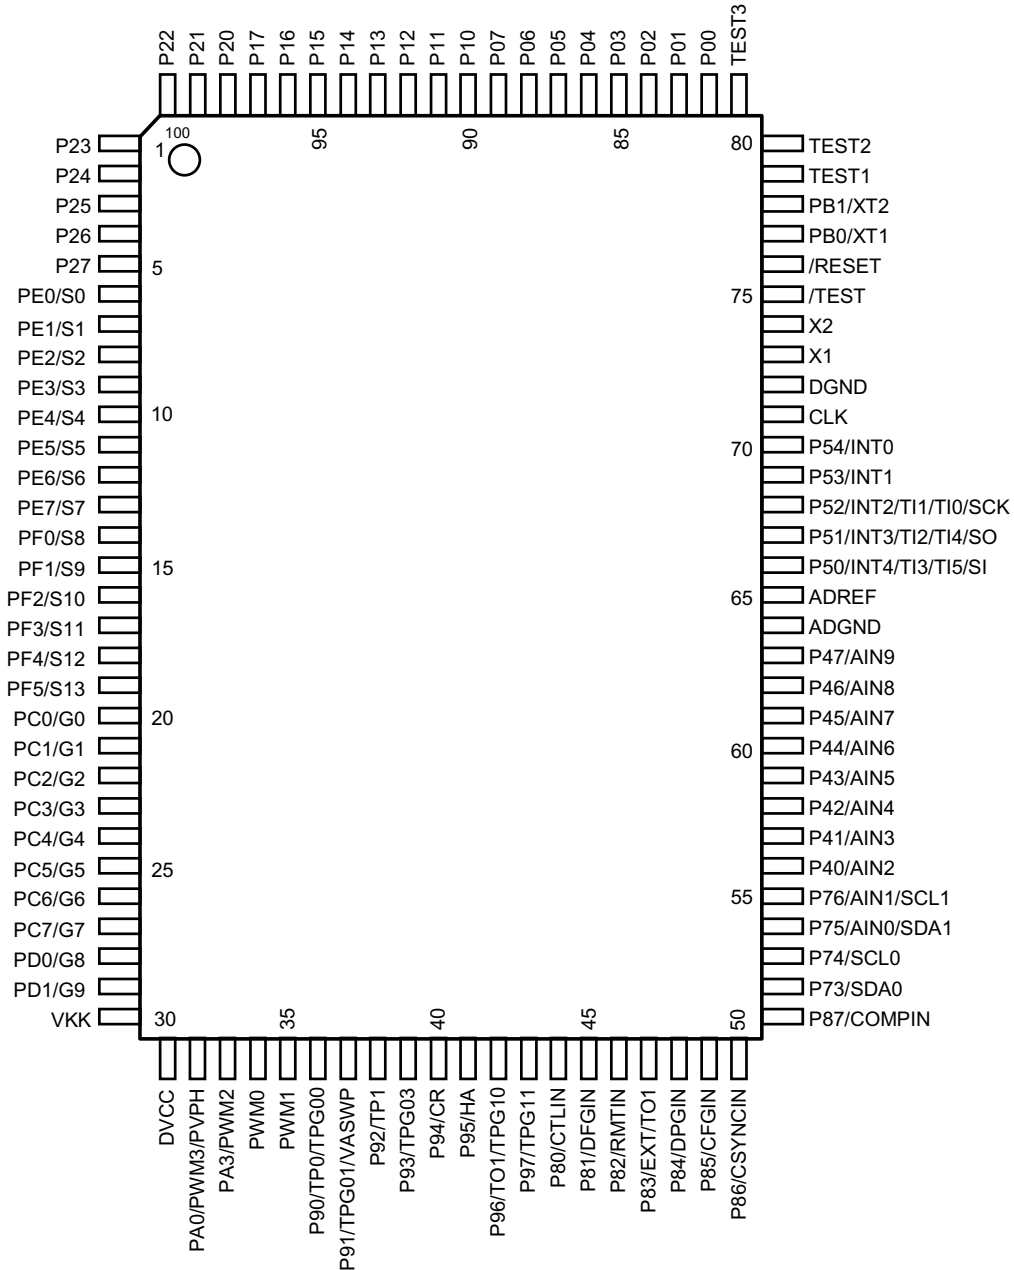 P22
P21
P20
P17
P16
P15
P14
P13
P12
P11
P10
P07
P06
P05
P04
P03
P02
P01
P00
TEST3
100
95
90
85
80
1
5
10
15
20
25
30
P23
P24
P25
P26
P27
PE0/S0
PE1/S1
PE2/S2
PE3/S3
PE4/S4
PE5/S5
PE6/S6
PE7/S7
PF0/S8
PF1/S9
PF2/S10
PF3/S11
PF4/S12
PF5/S13
PC0/G0
PC1/G1
PC2/G2
PC3/G3
PC4/G4
PC5/G5
PC6/G6
PC7/G7
PD0/G8
PD1/G9
VKK
TEST2
TEST1
PB1/XT2
PB0/XT1
/RESET
/TEST
X2
X1
DGND
CLK
P54/INT0
P53/INT1
P52/INT2/TI1/TI0/SCK
P51/INT3/TI2/TI4/SO
P50/INT4/TI3/TI5/SI
ADREF
ADGND
P47/AIN9
P46/AIN8
P45/AIN7
P44/AIN6
P43/AIN5
P42/AIN4
P41/AIN3
P40/AIN2
P76/AIN1/SCL1
P75/AIN0/SDA1
P74/SCL0
P73/SDA0
P87/COMPIN
75
70
65
60
55
50
35
40
45
DVCC
PA0/PWM3/PVPH
PA3/PWM2
PWM0
PWM1
P90/TP0/TPG00
P91/TPG01/VASWP
P92/TP1
P93/TPG03
P94/CR
P95/HA
P96/TO1/TPG10
P97/TPG11
P80/CTLIN
P81/DFGIN
P82/RMTIN
P83/EXT/TO1
P84/DPGIN
P85/CFGIN
P86/CSYNCIN